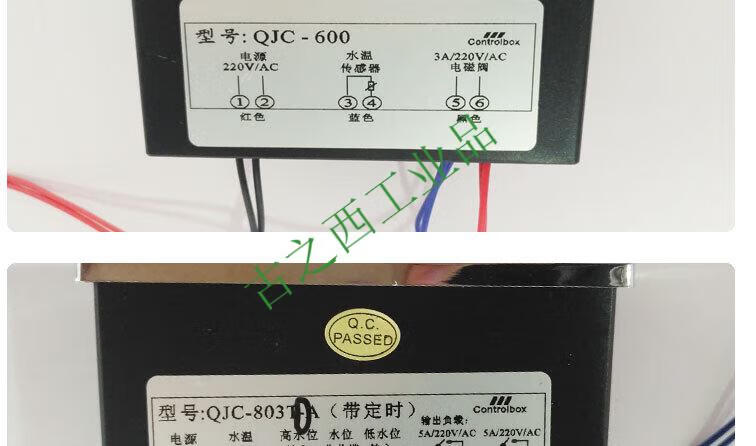 型号:QJC - 600
Controlbox
电源 水温 3A/220V/AC
220V/AC 传感器 电磁阀
1 2 3 4 5 6
红色 蓝色 黑色
古之西工业品
Q.C.
PASSED
型号:QJC-803T-A（带定时）
Controlbox
输出负载:
电源 水温 高水位 水位 低水位 5A/220V/AC 5A/220V/AC